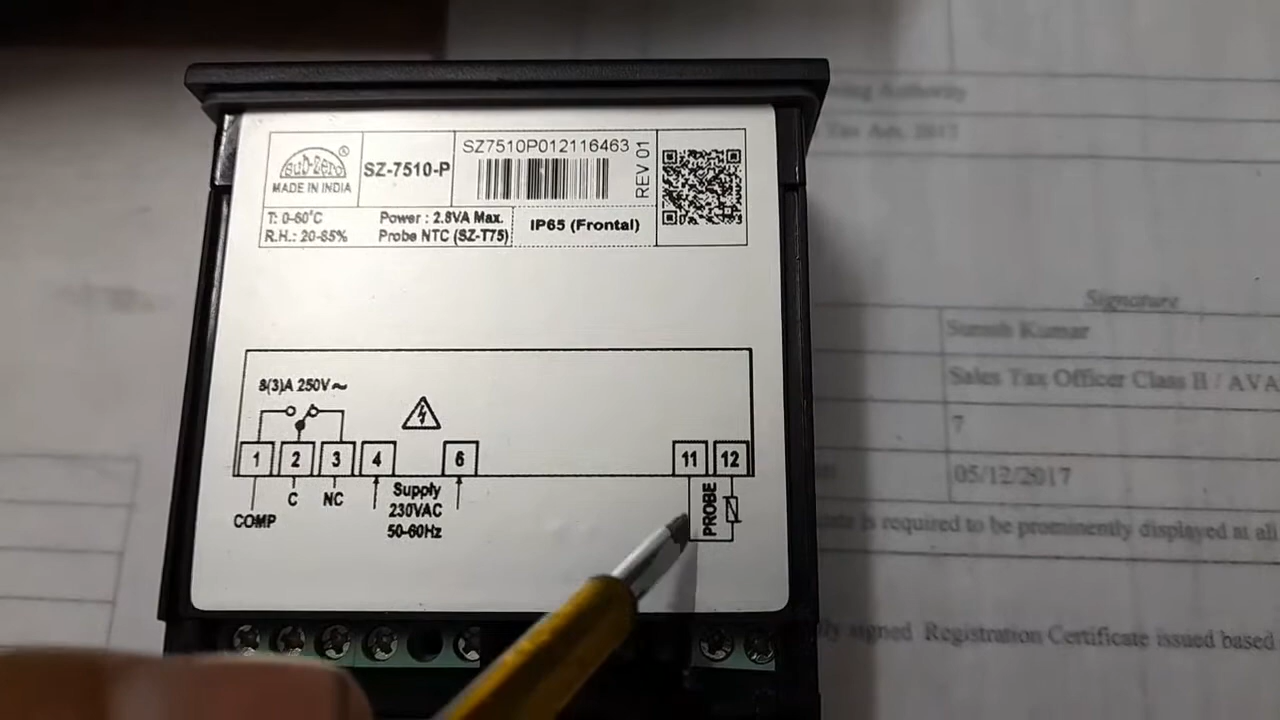 SUB-ZERO®
MADE IN INDIA
SZ-7510-P
SZ7510P012116463
REV 01
T: 0-60°C
R.H.: 20-85%
Power : 2.8VA Max.
Probe NTC (SZ-T75)
IP65 (Frontal)
8(3)A 250V~
1 2 3 4 6 11 12
COMP
C
NC
Supply
230VAC
50-60Hz
PROBE
Authority
Signature
Suresh Kumar
Sales Tax Officer Class II / AVA
7
05/12/2017
is required to be prominently displayed at all
signed Registration Certificate issued based